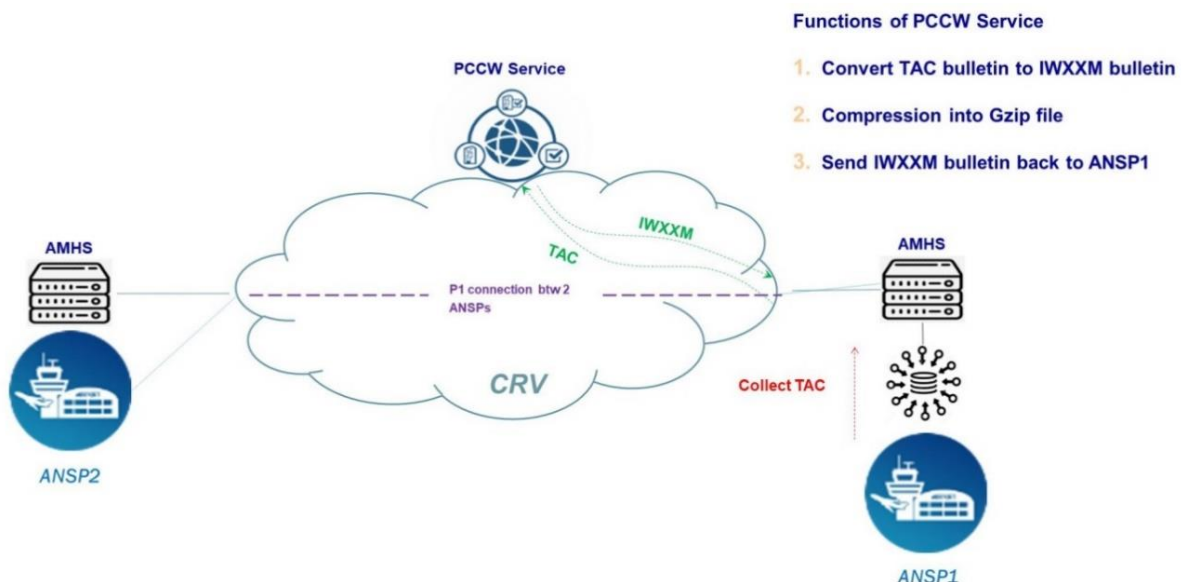 Functions of PCCW Service
1. Convert TAC bulletin to IWXXM bulletin
2. Compression into Gzip file
3. Send IWXXM bulletin back to ANSP1
PCCW Service
IWXXM
TAC
AMHS
AMHS
P1 connection btw 2
ANSPs
CRV
Collect TAC
ANSP2
ANSP1